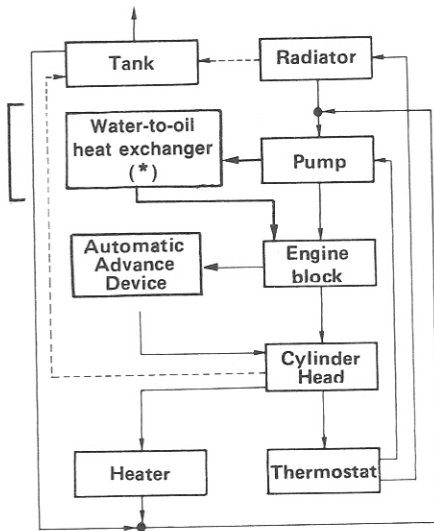 Tank
Radiator
Water-to-oil
heat exchanger
(*)
Pump
Automatic
Advance
Device
Engine
block
Cylinder
Head
Heater
Thermostat